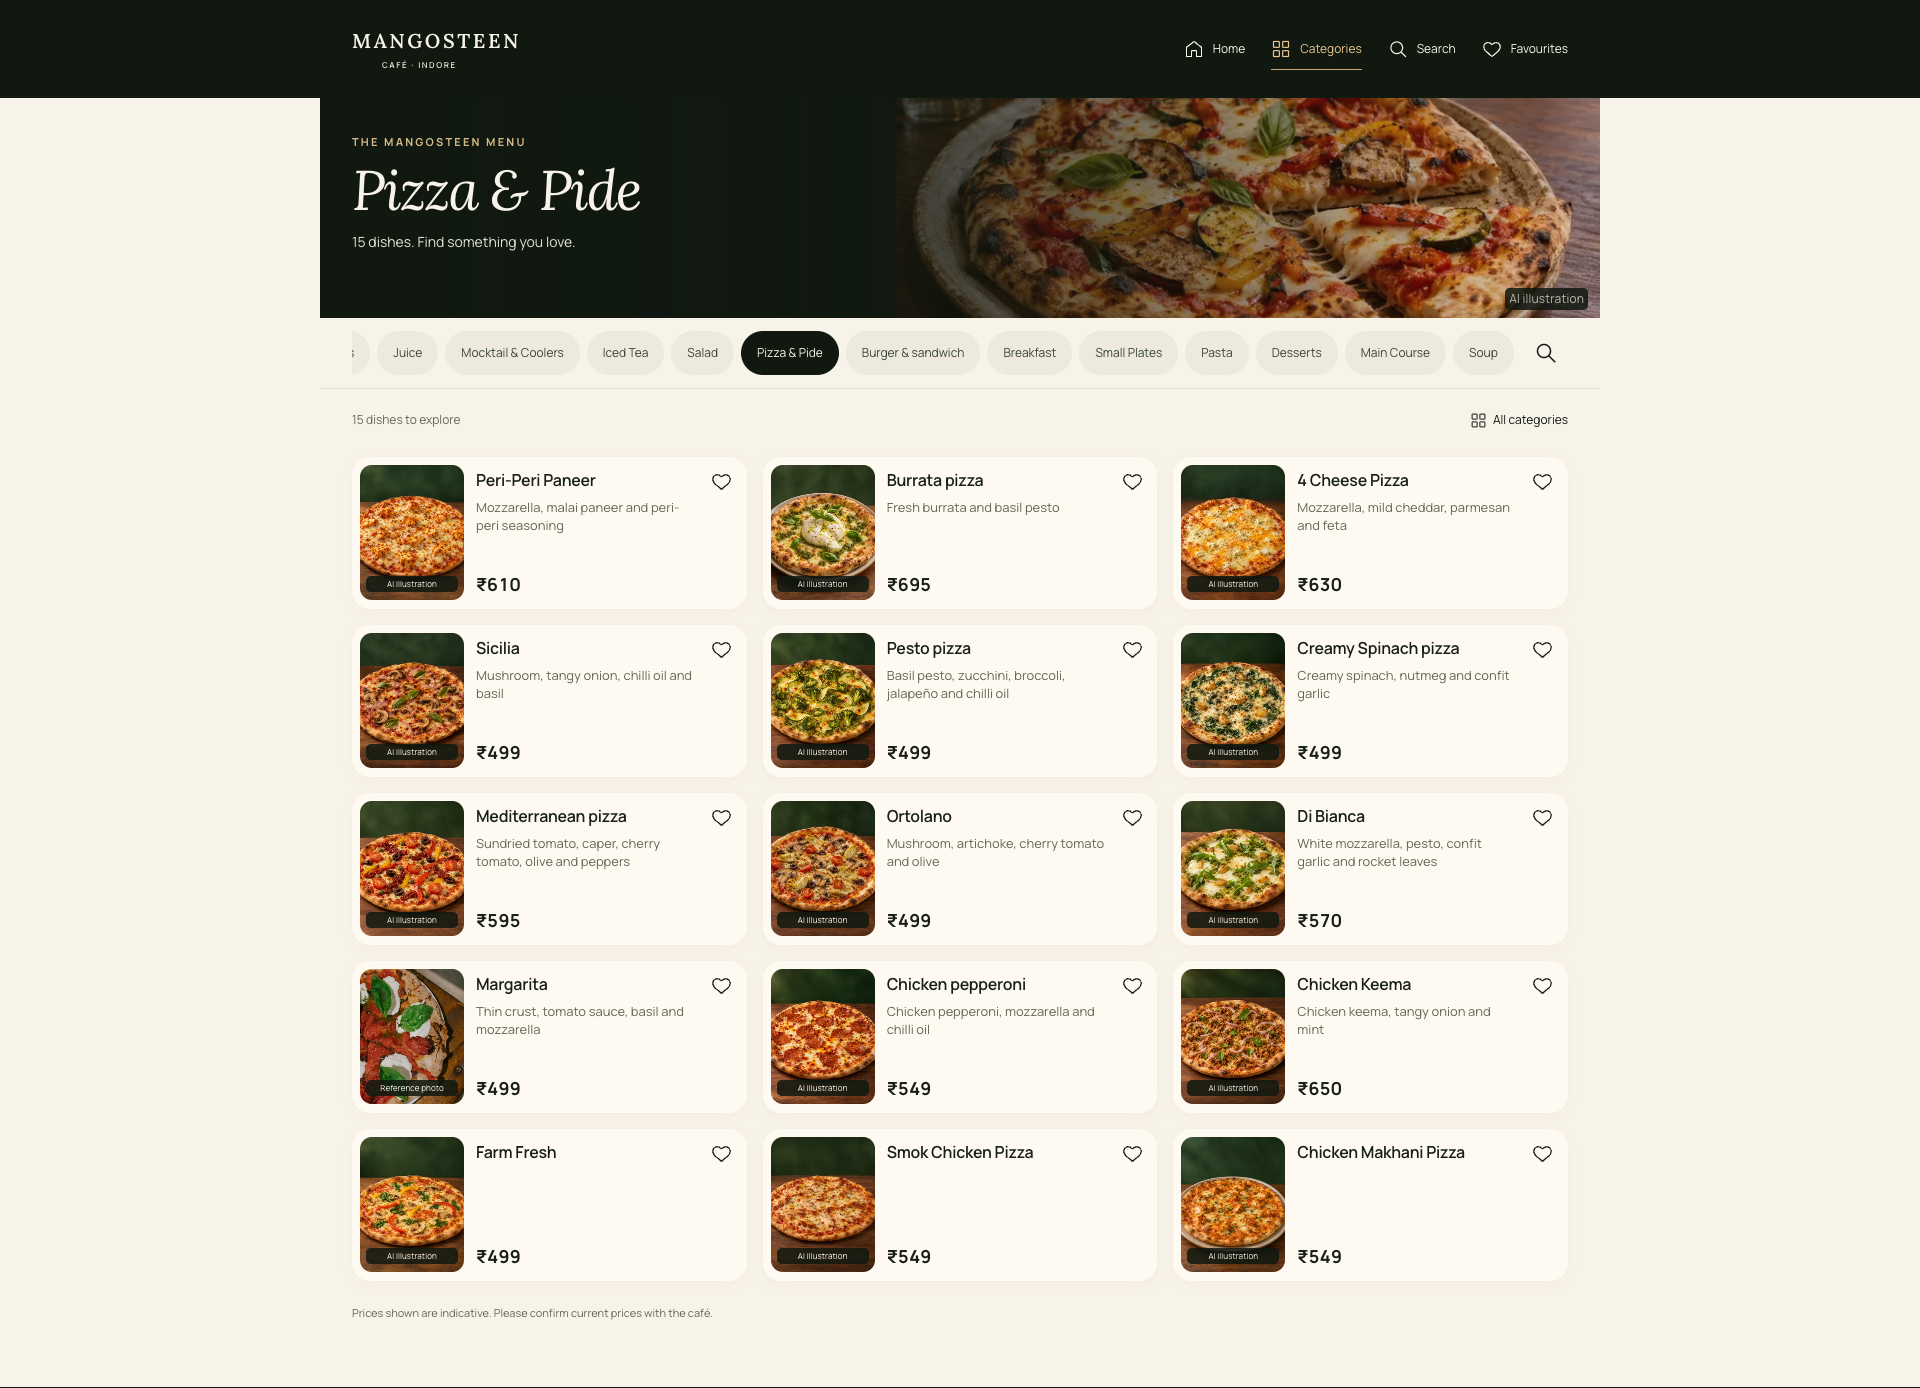 MANGOSTEEN
CAFÉ · INDORE
Home
Categories
Search
Favourites
THE MANGOSTEEN MENU
Pizza & Pide
15 dishes. Find something you love.
AI illustration
s
Juice
Mocktail & Coolers
Iced Tea
Salad
Pizza & Pide
Burger & sandwich
Breakfast
Small Plates
Pasta
Desserts
Main Course
Soup
15 dishes to explore
All categories
Peri-Peri Paneer
Mozzarella, malai paneer and peri-
peri seasoning
AI illustration
₹610
Burrata pizza
Fresh burrata and basil pesto
AI illustration
₹695
4 Cheese Pizza
Mozzarella, mild cheddar, parmesan
and feta
AI illustration
₹630
Sicilia
Mushroom, tangy onion, chilli oil and
basil
AI illustration
₹499
Pesto pizza
Basil pesto, zucchini, broccoli,
jalapeño and chilli oil
AI illustration
₹499
Creamy Spinach pizza
Creamy spinach, nutmeg and confit
garlic
AI illustration
₹499
Mediterranean pizza
Sundried tomato, caper, cherry
tomato, olive and peppers
AI illustration
₹595
Ortolano
Mushroom, artichoke, cherry tomato
and olive
AI illustration
₹499
Di Bianca
White mozzarella, pesto, confit
garlic and rocket leaves
AI illustration
₹570
Margarita
Thin crust, tomato sauce, basil and
mozzarella
Reference photo
₹499
Chicken pepperoni
Chicken pepperoni, mozzarella and
chilli oil
AI illustration
₹549
Chicken Keema
Chicken keema, tangy onion and
mint
AI illustration
₹650
Farm Fresh
AI illustration
₹499
Smok Chicken Pizza
AI illustration
₹549
Chicken Makhani Pizza
AI illustration
₹549
Prices shown are indicative. Please confirm current prices with the café.